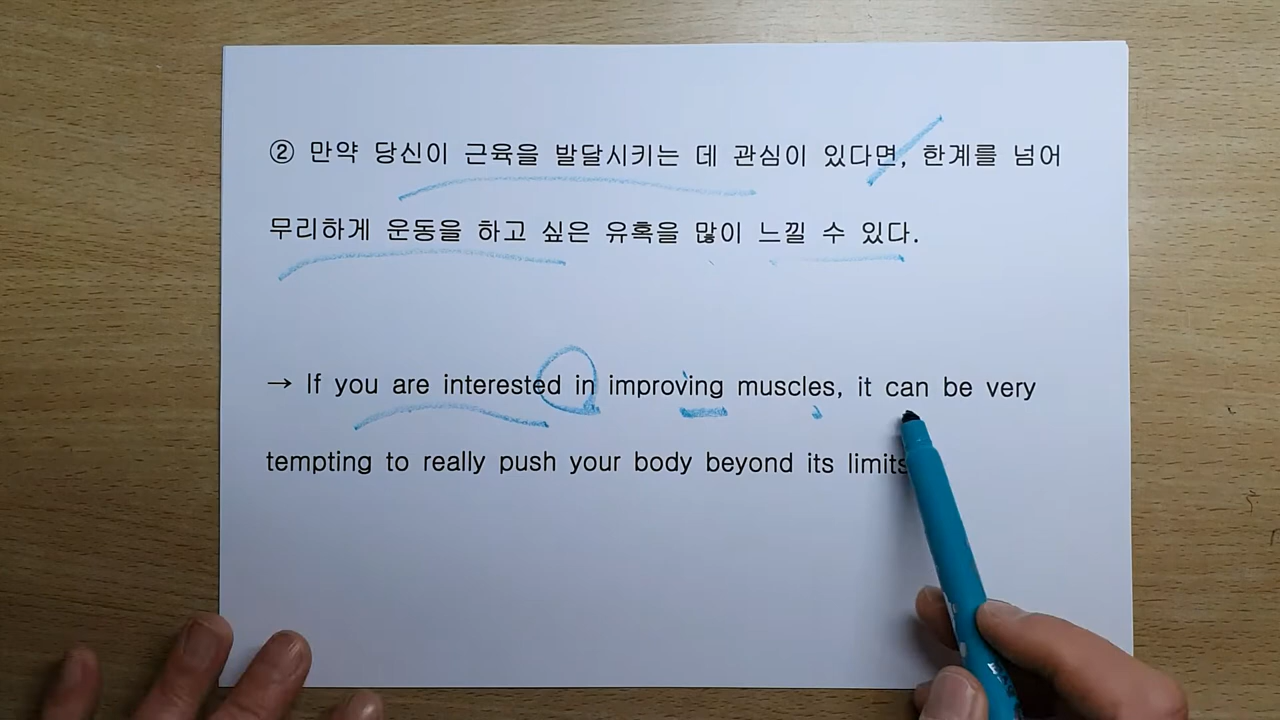 ② 만약 당신이 근육을 발달시키는 데 관심이 있다면, 한계를 넘어
무리하게 운동을 하고 싶은 유혹을 많이 느낄 수 있다.
→ If you are interested in improving muscles, it can be very
tempting to really push your body beyond its limits